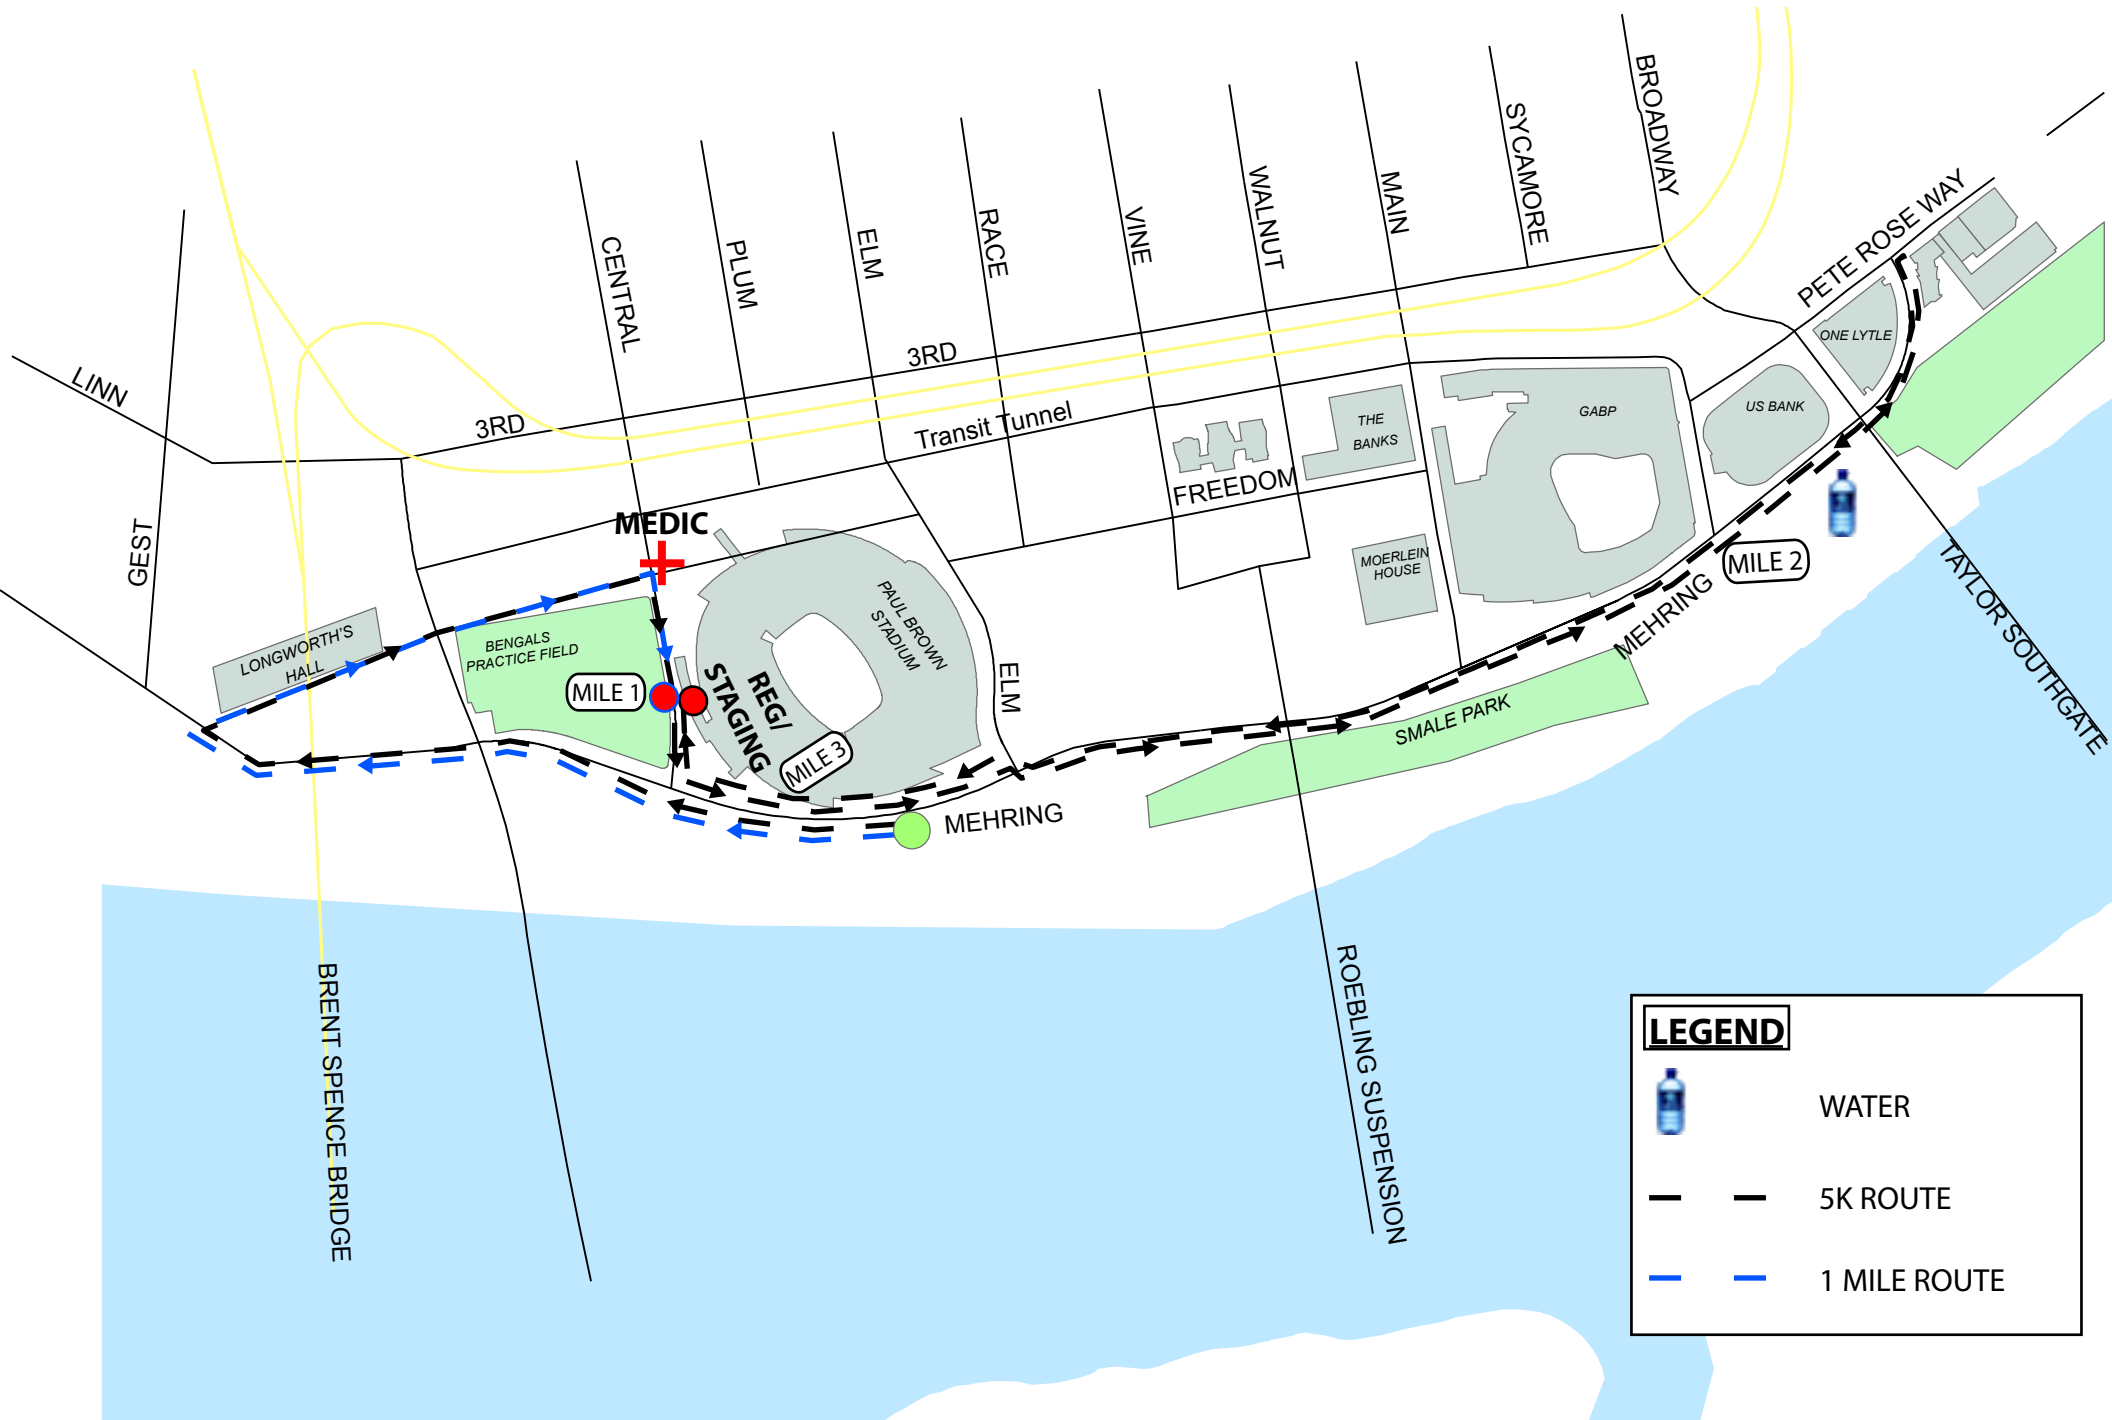 BROADWAY
SYCAMORE
MAIN
WALNUT
VINE
RACE
ELM
PLUM
CENTRAL
PETE ROSE WAY
ONE LYTLE
3RD
LINN
3RD
Transit Tunnel
THE
BANKS
GABP
US BANK
FREEDOM
GEST
MEDIC
MOERLEIN
HOUSE
MILE 2
TAYLOR SOUTHGATE
PAUL BROWN
STADIUM
LONGWORTH'S
HALL
BENGALS
PRACTICE FIELD
MILE 1
REG/
STAGING
MILE 3
ELM
MEHRING
SMALE PARK
MEHRING
BRENT SPENCE BRIDGE
ROEBLING SUSPENSION
LEGEND
WATER
5K ROUTE
1 MILE ROUTE